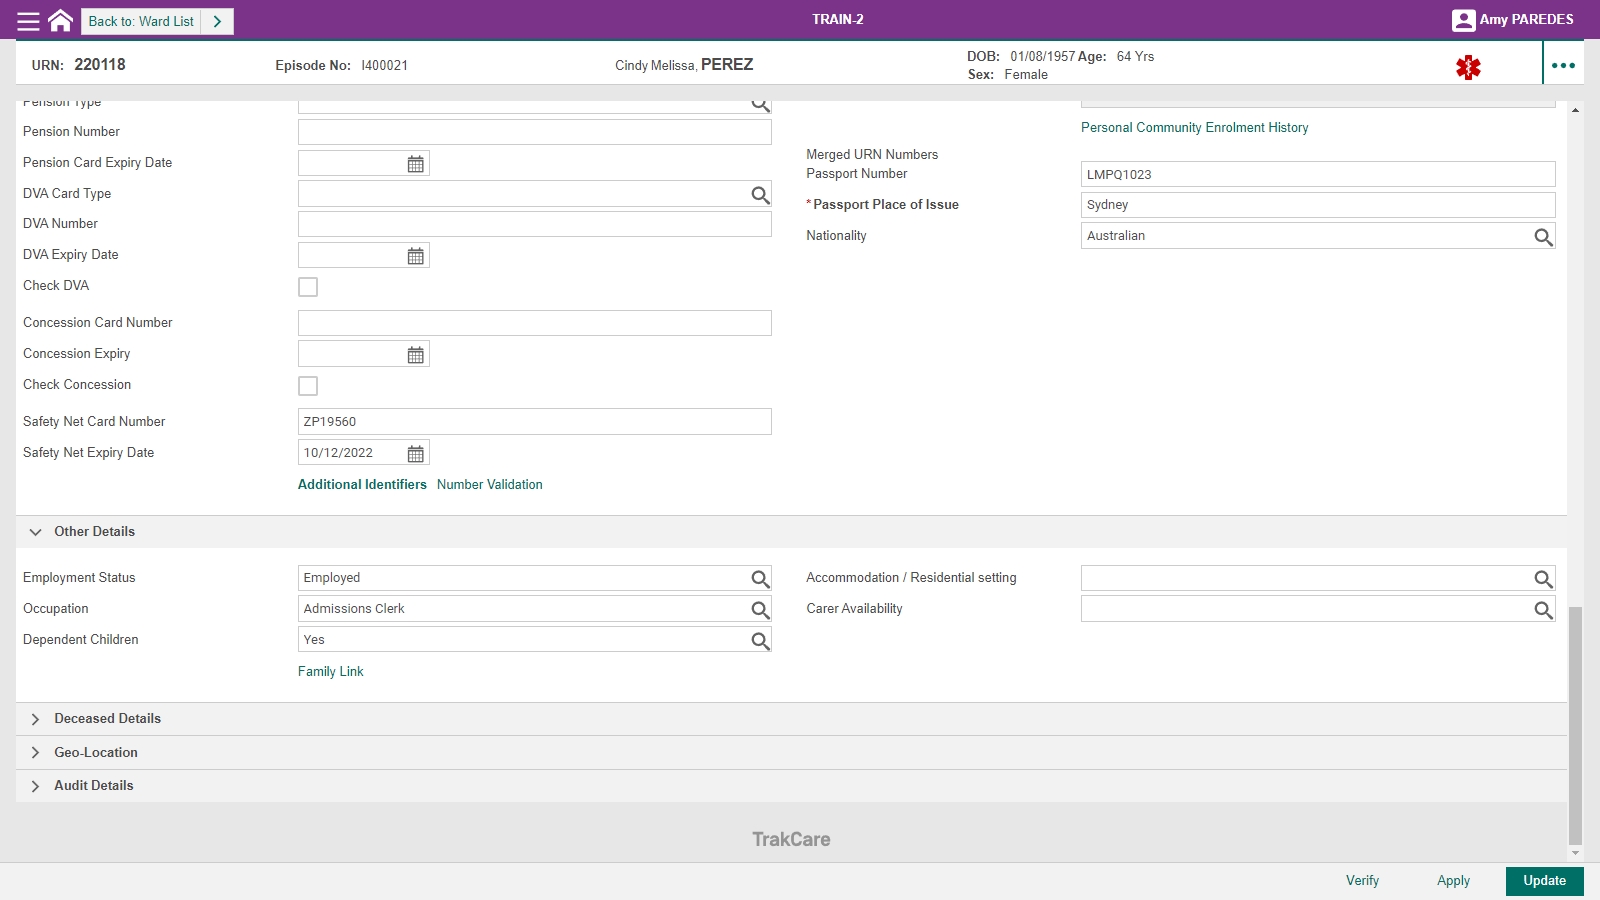 Back to: Ward List
TRAIN-2
Amy PAREDES
URN: 220118
Episode No: I400021
Cindy Melissa, PEREZ
DOB: 01/08/1957 Age: 64 Yrs
Sex: Female
Pension Type
Pension Number
Pension Card Expiry Date
DVA Card Type
DVA Number
DVA Expiry Date
Check DVA
Concession Card Number
Concession Expiry
Check Concession
Safety Net Card Number ZP19560
Safety Net Expiry Date 10/12/2022
Additional Identifiers Number Validation
Personal Community Enrolment History
Merged URN Numbers
Passport Number LMPQ1023
*Passport Place of Issue Sydney
Nationality Australian
Other Details
Employment Status Employed
Occupation Admissions Clerk
Dependent Children Yes
Family Link
Accommodation / Residential setting
Carer Availability
Deceased Details
Geo-Location
Audit Details
TrakCare
Verify Apply Update